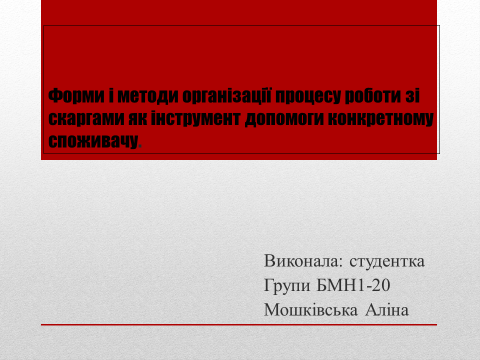 Форми і методи організації процесу роботи зі
скаргами як інструмент допомоги конкретному
споживачу.
Виконала: студентка
Групи БМН1-20
Мошківська Аліна